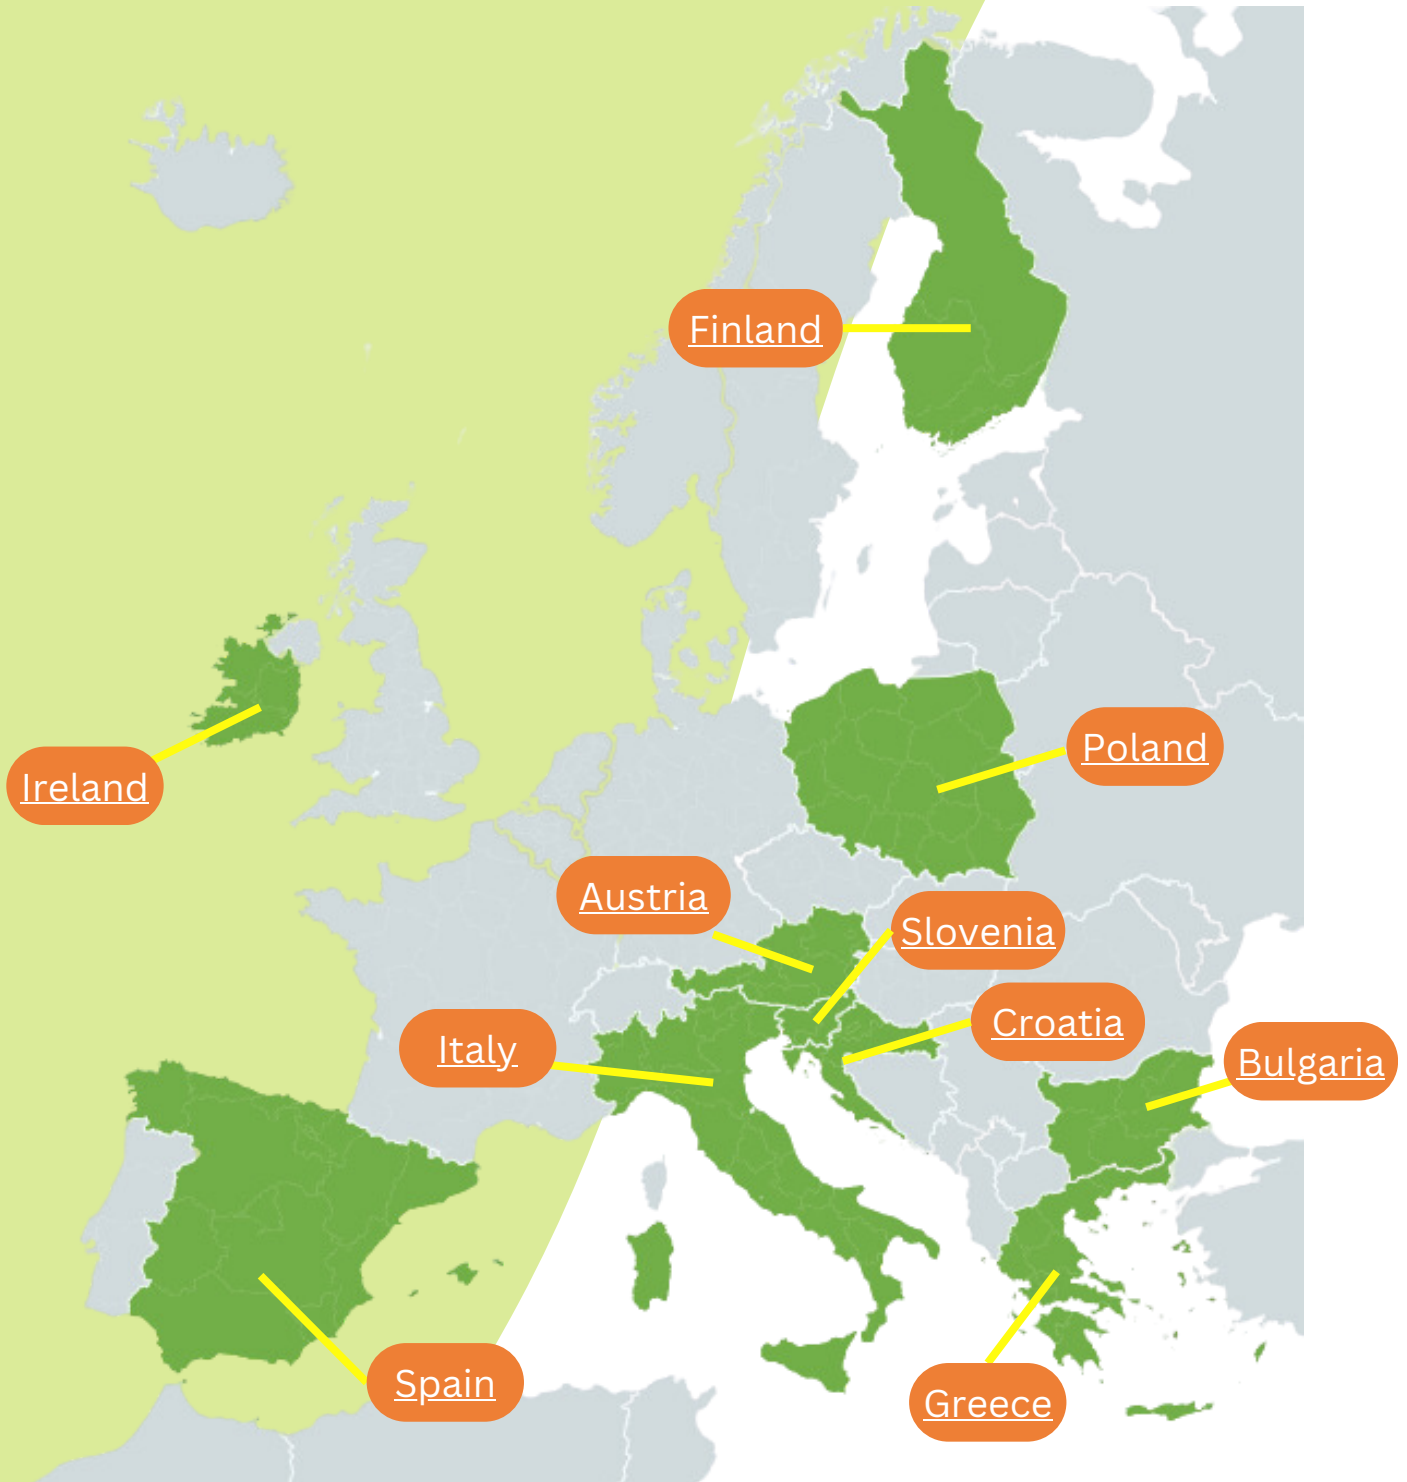 Finland
Poland
Ireland
Austria
Slovenia
Croatia
Italy
Bulgaria
Spain
Greece